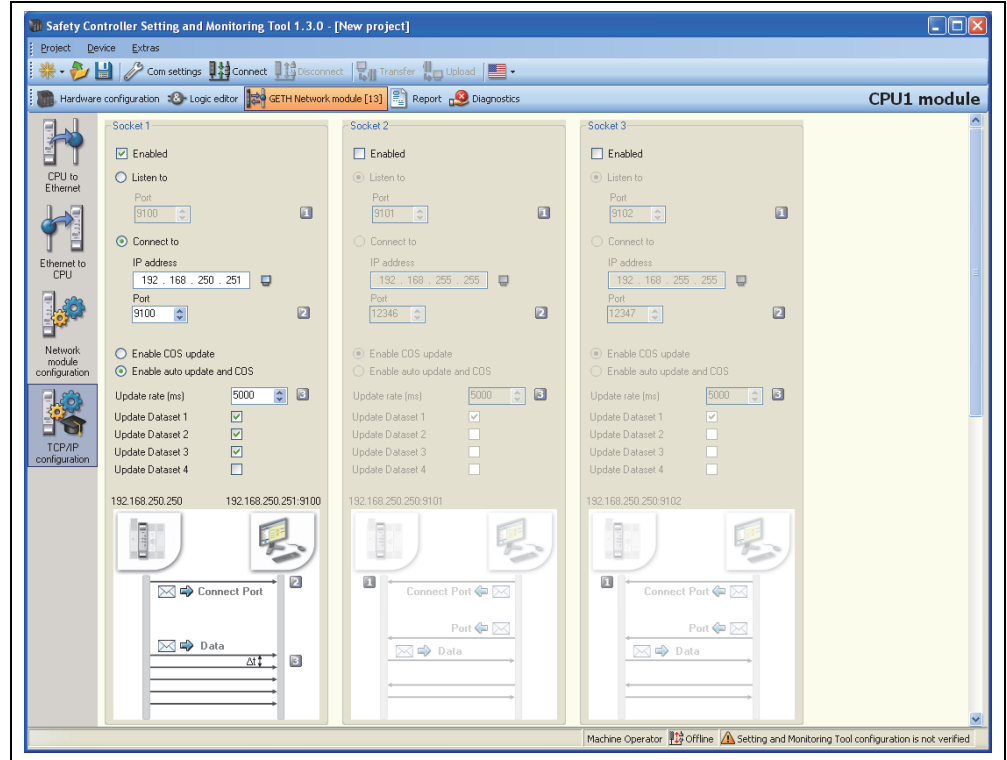 Safety Controller Setting and Monitoring Tool 1.3.0 - [New project]
Project Device Extras
Com settings Connect Disconnect Transfer Upload
Hardware configuration Logic editor GETH Network module [13] Report Diagnostics CPU1 module
CPU to
Ethernet
Ethernet to
CPU
Network
module
configuration
TCP/IP
configuration
Socket 1
Enabled
Listen to
Port
9100
1
Connect to
IP address
192 . 168 . 250 . 251
Port
9100
2
Enable COS update
Enable auto update and COS
Update rate (ms) 5000 3
Update Dataset 1
Update Dataset 2
Update Dataset 3
Update Dataset 4
192.168.250.250 192.168.250.251:9100
Connect Port 2
Data
Δt 3
Socket 2
Enabled
Listen to
Port
9101
1
Connect to
IP address
192 . 168 . 255 . 255
Port
12346
2
Enable COS update
Enable auto update and COS
Update rate (ms) 5000 3
Update Dataset 1
Update Dataset 2
Update Dataset 3
Update Dataset 4
192.168.250.250:9101
1 Connect Port
Port
Data
Socket 3
Enabled
Listen to
Port
9102
1
Connect to
IP address
192 . 168 . 255 . 255
Port
12347
2
Enable COS update
Enable auto update and COS
Update rate (ms) 5000 3
Update Dataset 1
Update Dataset 2
Update Dataset 3
Update Dataset 4
192.168.250.250:9102
1 Connect Port
Port
Data
Machine Operator Offline Setting and Monitoring Tool configuration is not verified